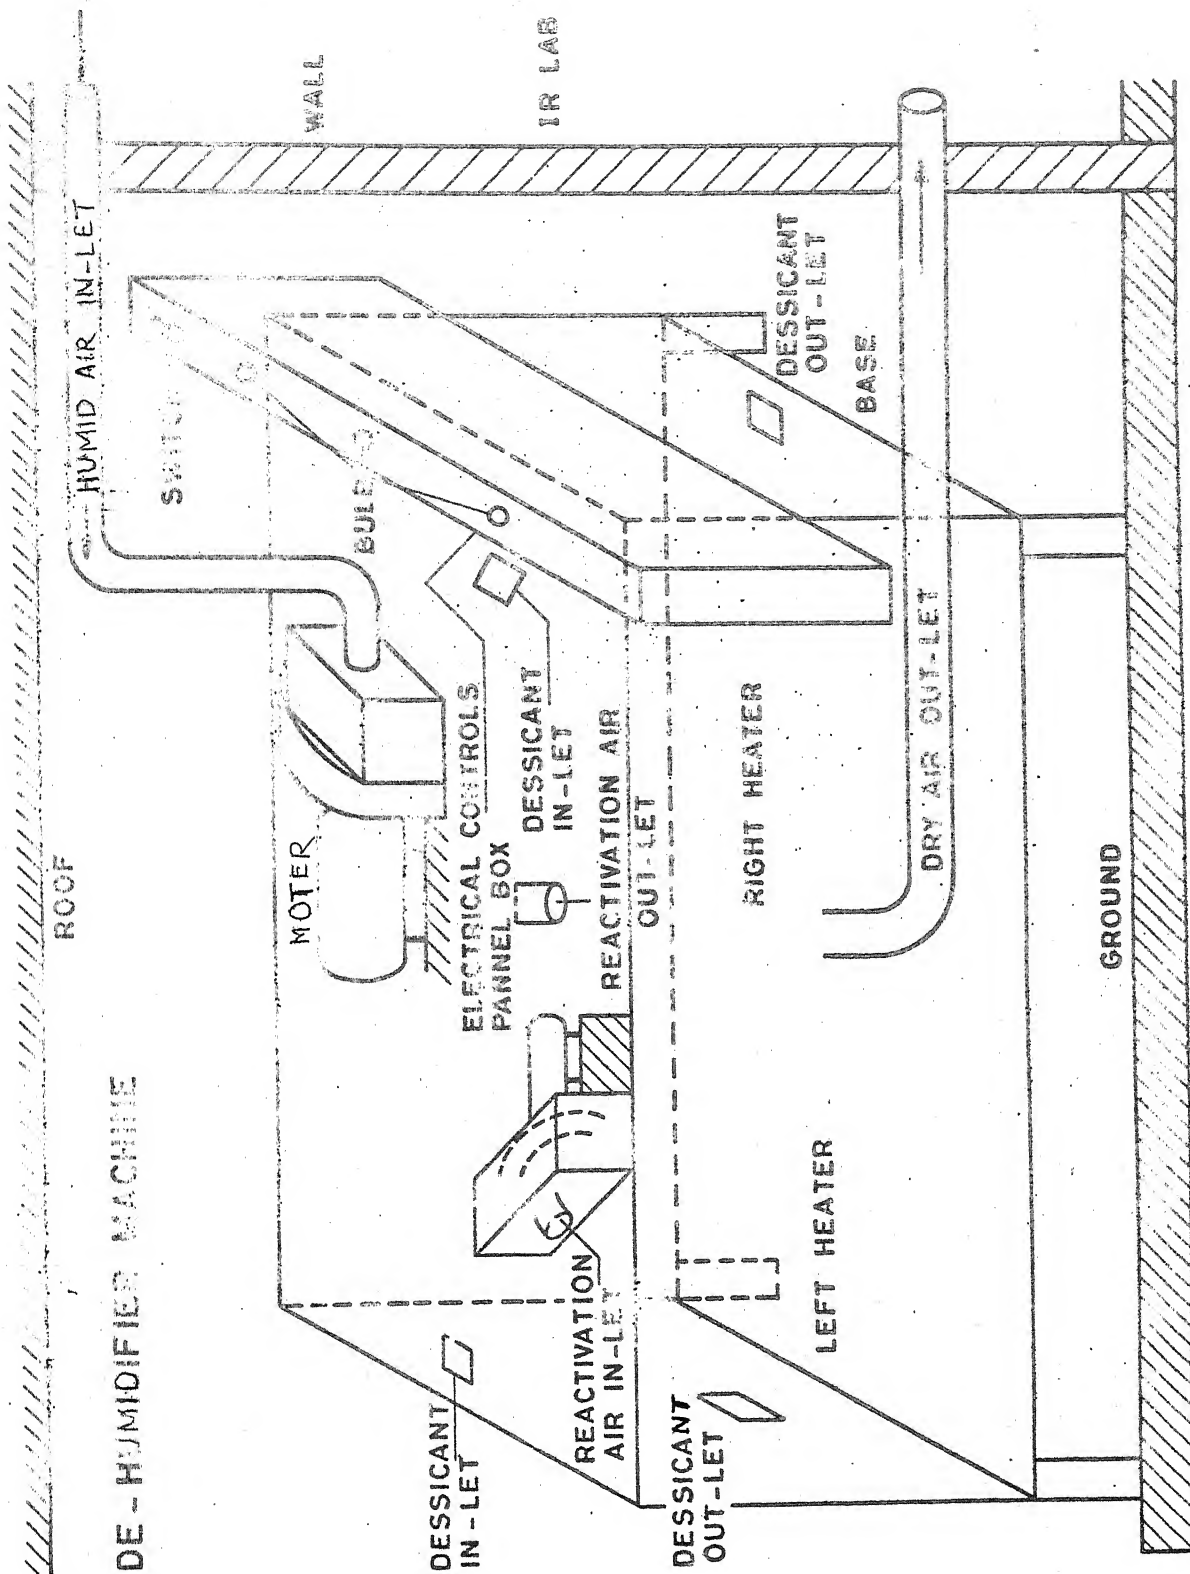 ROOF
HUMID AIR IN-LET
WALL
IR LAB
DE-HUMIDIFIER MACHINE
MOTER
SWITCH
BULB
ELECTRICAL CONTROLS
PANNEL BOX
DESSICANT
IN-LET
REACTIVATION AIR
OUT-LET
DESSICANT
IN-LET
REACTIVATION
AIR IN-LET
DESSICANT
OUT-LET
LEFT HEATER
RIGHT HEATER
DESSICANT
OUT-LET
BASE
DRY AIR OUT-LET
GROUND